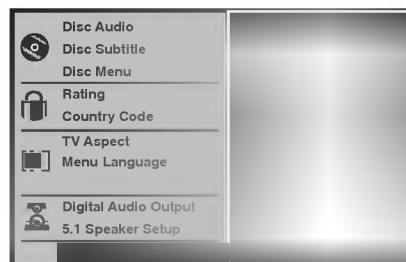 Disc Audio
Disc Subtitle
Disc Menu
Rating
Country Code
TV Aspect
Menu Language
Digital Audio Output
5.1 Speaker Setup